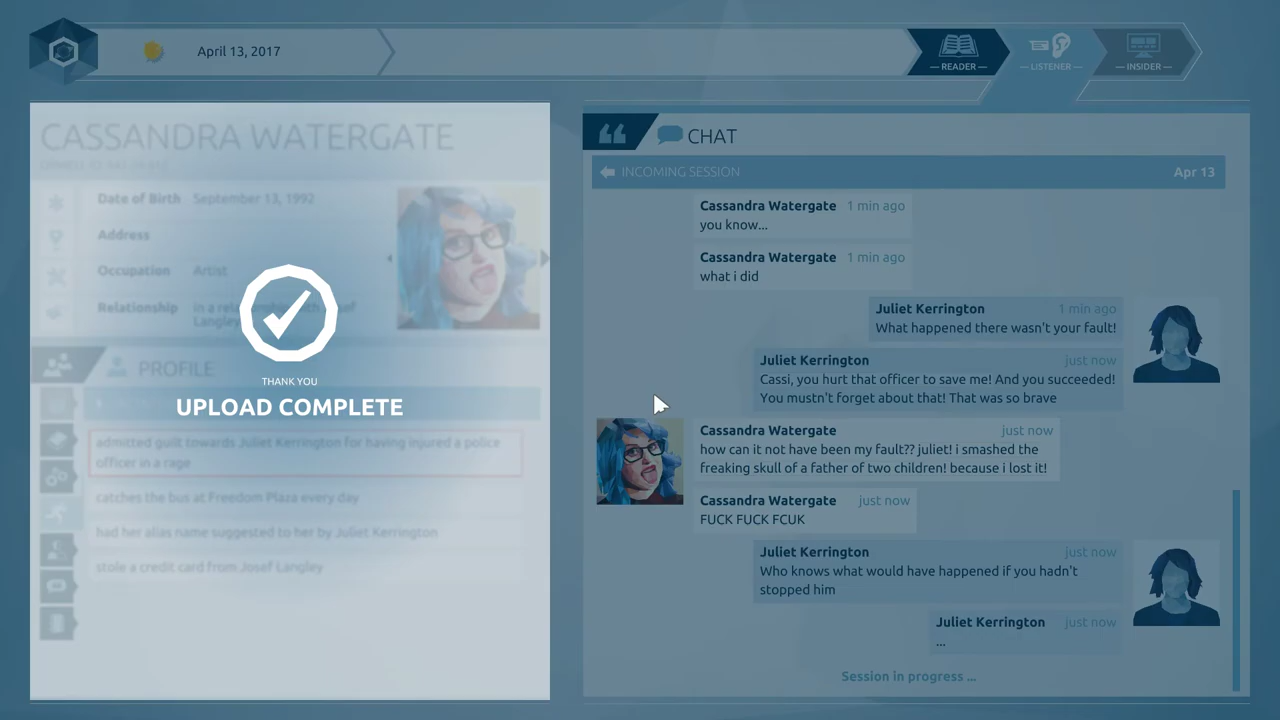 April 13, 2017
— READER —
— LISTENER —
— INSIDER —
CASSANDRA WATERGATE
Date of Birth September 13, 1992
Address
Occupation Artist
Relationship in a relationship with Josef
Langley
PROFILE
THANK YOU
UPLOAD COMPLETE
admitted guilt towards Juliet Kerrington for having injured a police
officer in a rage
catches the bus at Freedom Plaza every day
had her alias name suggested to her by Juliet Kerrington
stole a credit card from Josef Langley
CHAT
INCOMING SESSION Apr 13
Cassandra Watergate 1 min ago
you know...
Cassandra Watergate 1 min ago
what i did
Juliet Kerrington 1 min ago
What happened there wasn't your fault!
Juliet Kerrington just now
Cassi, you hurt that officer to save me! And you succeeded!
You mustn't forget about that! That was so brave
Cassandra Watergate just now
how can it not have been my fault?? juliet! i smashed the
freaking skull of a father of two children! because i lost it!
Cassandra Watergate just now
FUCK FUCK FCUK
Juliet Kerrington just now
Who knows what would have happened if you hadn't
stopped him
Juliet Kerrington just now
...
Session in progress ...